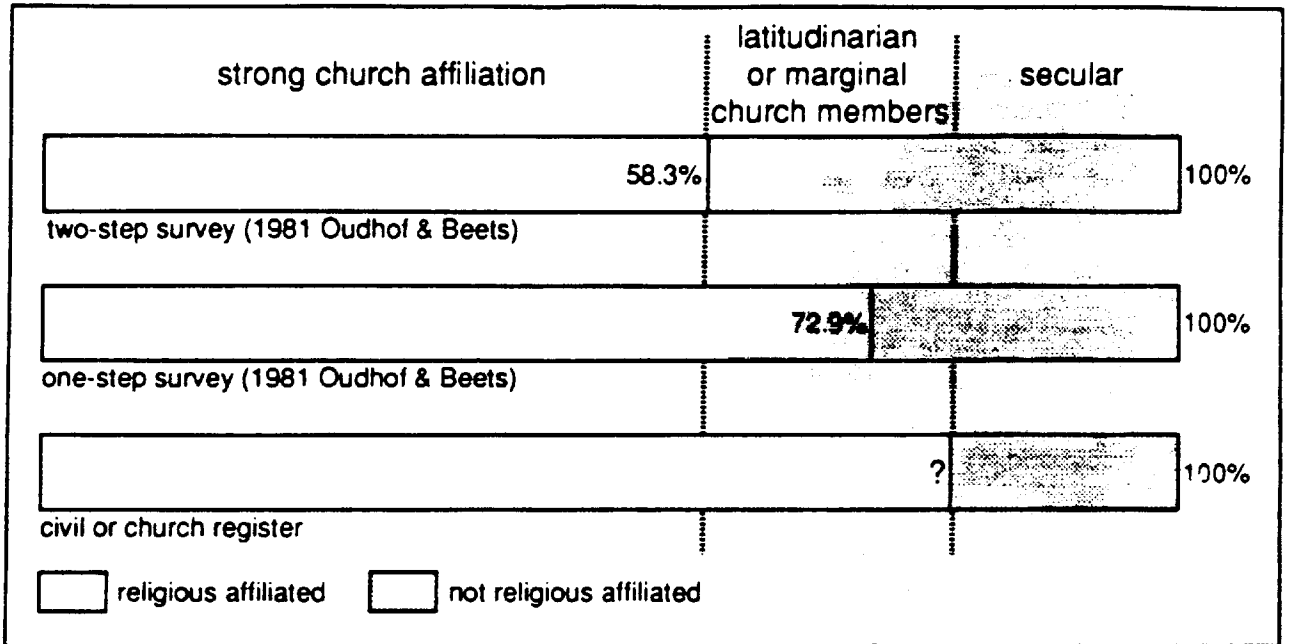 strong church affiliation
latitudinarian
or marginal
church members
secular
58.3%
100%
two-step survey (1981 Oudhof & Beets)
72.9%
100%
one-step survey (1981 Oudhof & Beets)
?
100%
civil or church register
religious affiliated
not religious affiliated